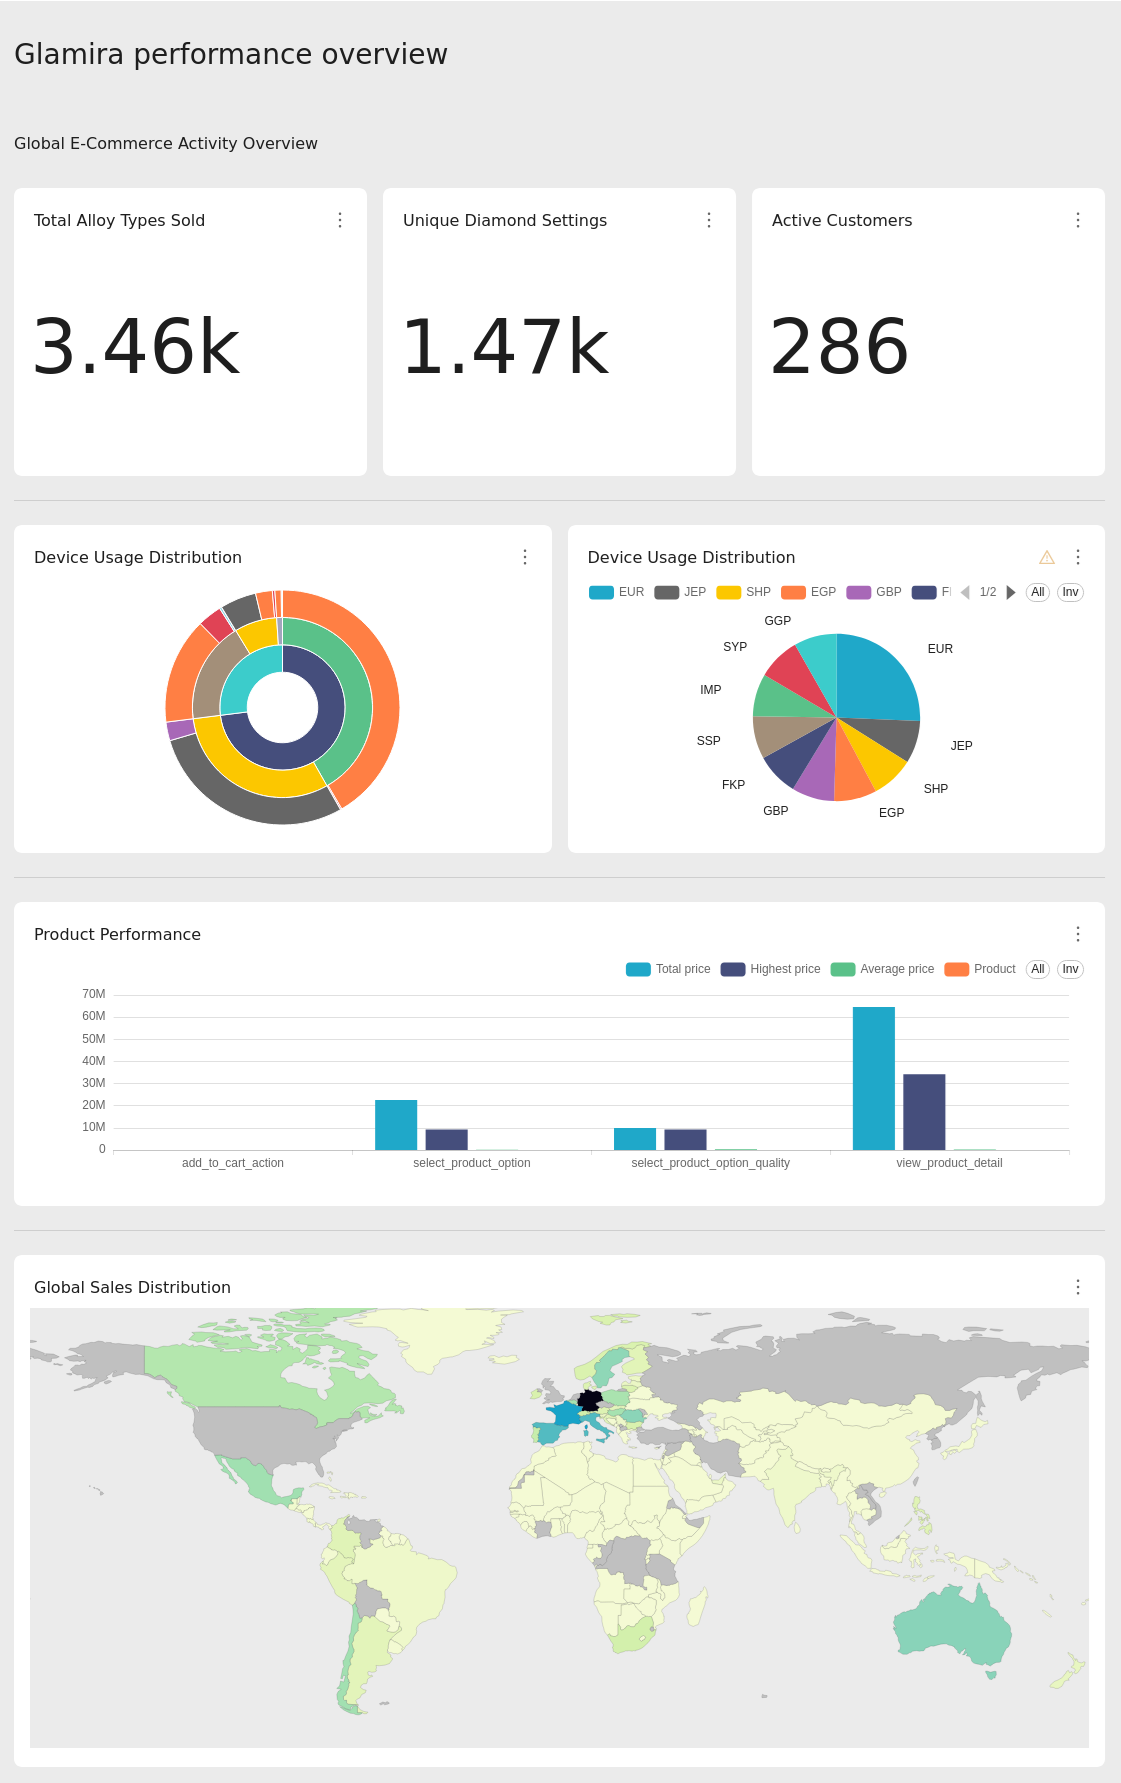 Glamira performance overview
Global E-Commerce Activity Overview
Total Alloy Types Sold
3.46k
Unique Diamond Settings
1.47k
Active Customers
286
Device Usage Distribution
Device Usage Distribution
EUR JEP SHP EGP GBP 1/2 All Inv
GGP
SYP
EUR
IMP
SSP
JEP
FKP
SHP
GBP
EGP
Product Performance
Total price Highest price Average price Product All Inv
70M
60M
50M
40M
30M
20M
10M
0
add_to_cart_action select_product_option select_product_option_quality view_product_detail
Global Sales Distribution